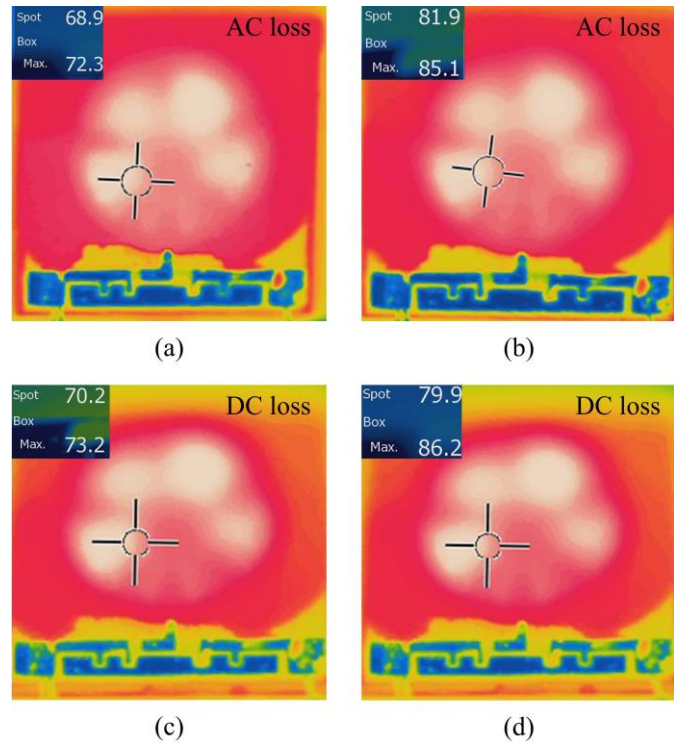 Spot 68.9
Box
Max. 72.3
AC loss
(a)
Spot 81.9
Box
Max. 85.1
AC loss
(b)
Spot 70.2
Box
Max. 73.2
DC loss
(c)
Spot 79.9
Box
Max. 86.2
DC loss
(d)